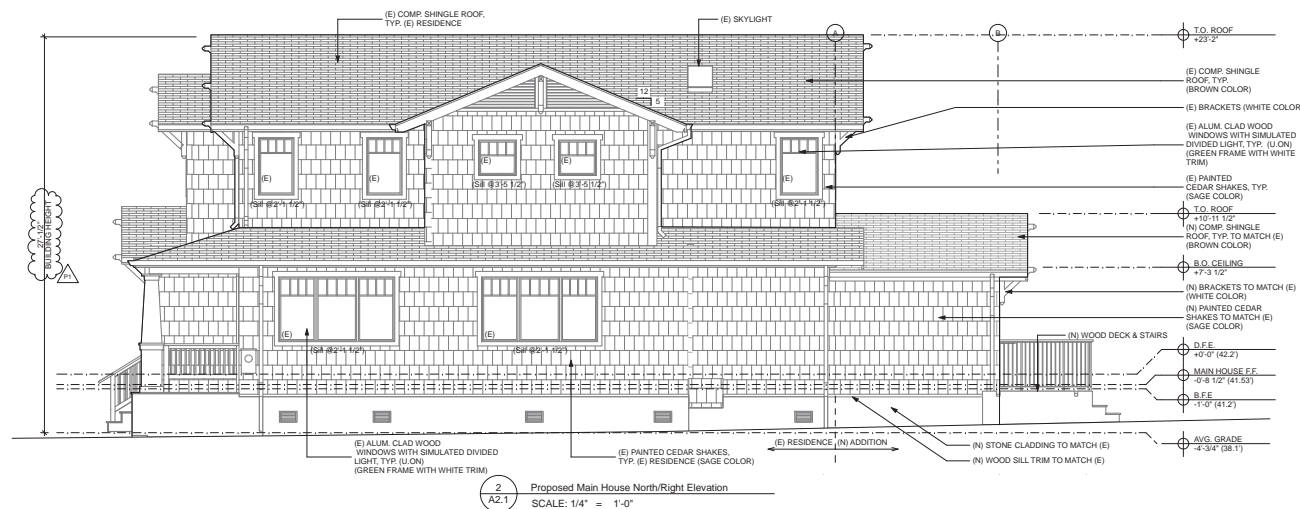 (E) COMP. SHINGLE ROOF,
TYP. (E) RESIDENCE
(E) SKYLIGHT
A
B
T.O. ROOF
+23'-2"
(E) COMP. SHINGLE
ROOF, TYP.
(BROWN COLOR)
12
5
(E) BRACKETS (WHITE COLOR
(E) ALUM. CLAD WOOD
WINDOWS WITH SIMULATED
DIVIDED LIGHT, TYP. (U.ON)
(GREEN FRAME WITH WHITE
TRIM)
(E)
(E)
(E)
(E)
(E)
(Sill @2'-1 1/2")
(Sill @2'-1 1/2")
(Sill @3'-5 1/2")
(Sill @3'-5 1/2")
(Sill @2'-1 1/2")
(E) PAINTED
CEDAR SHAKES, TYP.
(SAGE COLOR)
T.O. ROOF
+10'-11 1/2"
(N) COMP. SHINGLE
ROOF, TYP. TO MATCH (E)
(BROWN COLOR)
27'-1/2"
BUILDING HEIGHT
P1
B.O. CEILING
+7'-3 1/2"
(N) BRACKETS TO MATCH (E)
(WHITE COLOR)
(N) PAINTED CEDAR
SHAKES TO MATCH (E)
(SAGE COLOR)
(E)
(E)
(Sill @2'-1 1/2")
(Sill @2'-1 1/2")
(N) WOOD DECK & STAIRS
D.F.E.
+0'-0" (42.2')
MAIN HOUSE F.F.
-0'-8 1/2" (41.53')
B.F.E
-1'-0" (41.2')
AVG. GRADE
-4'-3/4" (38.1')
(E) ALUM. CLAD WOOD
WINDOWS WITH SIMULATED DIVIDED
LIGHT, TYP. (U.ON)
(GREEN FRAME WITH WHITE TRIM)
(E) PAINTED CEDAR SHAKES,
TYP. (E) RESIDENCE (SAGE COLOR)
(E) RESIDENCE
(N) ADDITION
(N) STONE CLADDING TO MATCH (E)
(N) WOOD SILL TRIM TO MATCH (E)
2
A2.1
Proposed Main House North/Right Elevation
SCALE: 1/4" = 1'-0"